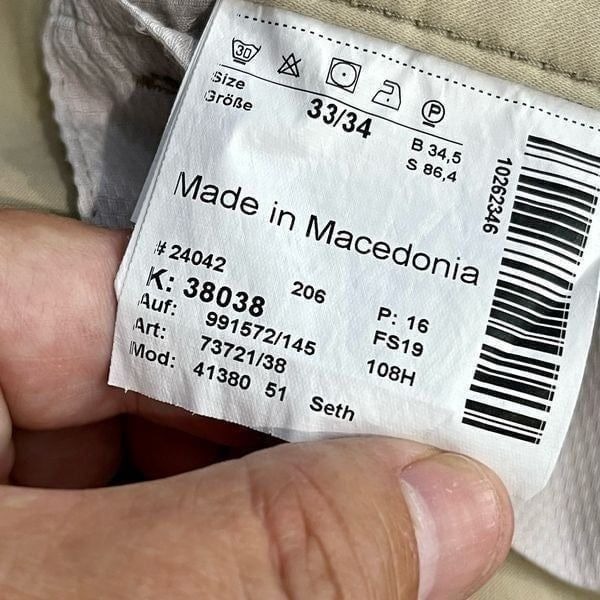 30
P
Size
Größe
33/34
B 34,5
S 86,4
10262346
Made in Macedonia
# 24042
206
P: 16
K: 38038
FS19
Auf: 991572/145
108H
Art: 73721/38
Mod: 41380 51 Seth